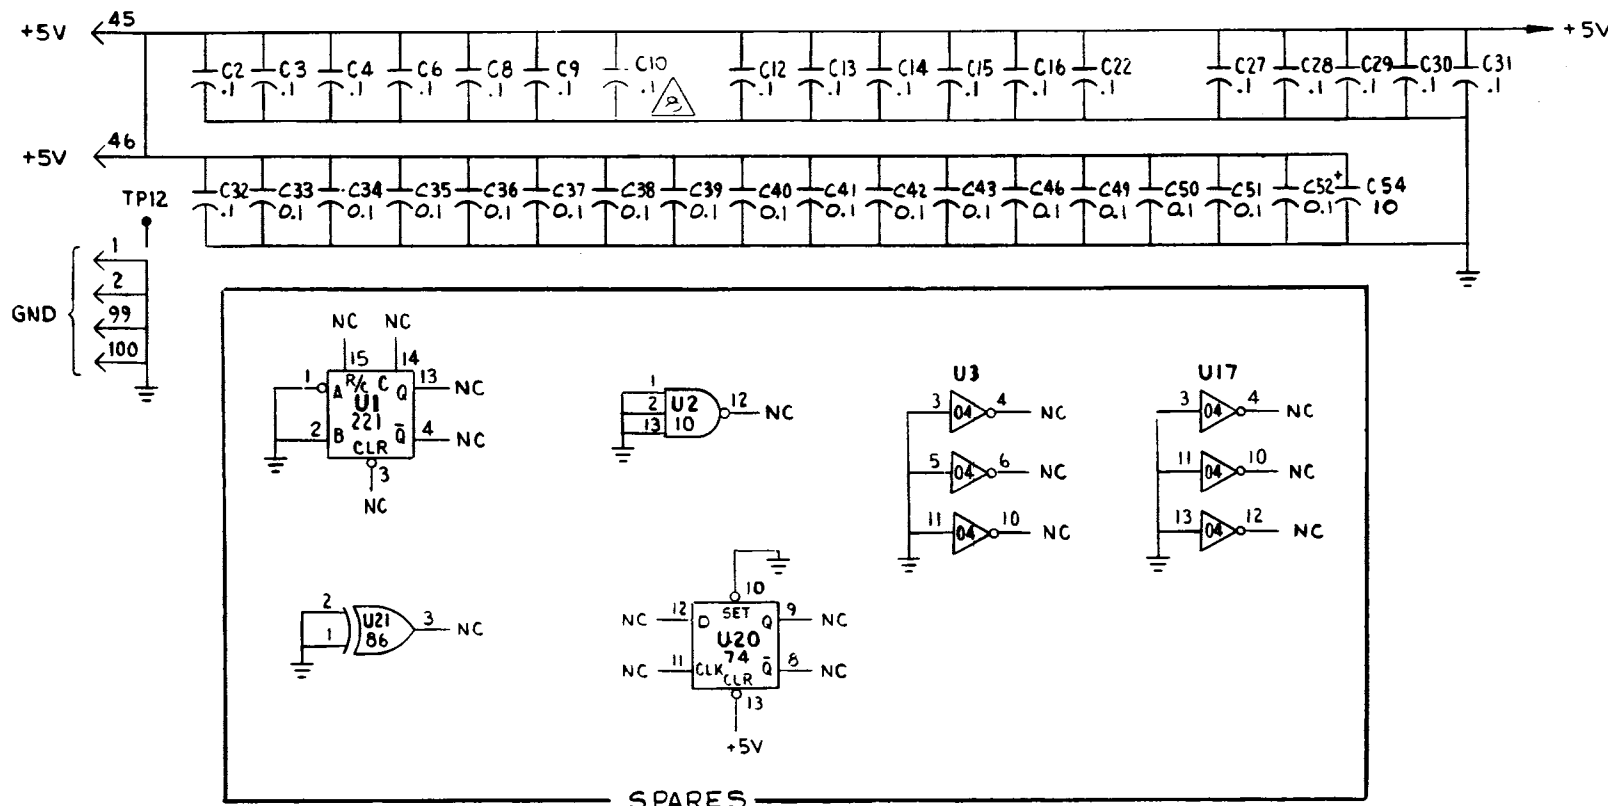 +5V 45 +5V
C2 C3 C4 C6 C8 C9 C10 C12 C13 C14 C15 C16 C22 C27 C28 C29 C30 C31
.1 .1 .1 .1 .1 .1 .1 .1 .1 .1 .1 .1 .1 .1 .1 .1 .1 .1
+5V 46
TP12
C32 C33 C34 C35 C36 C37 C38 C39 C40 C41 C42 C43 C46 C49 C50 C51 C52 + C54
.1 0.1 0.1 0.1 0.1 0.1 0.1 0.1 0.1 0.1 0.1 0.1 0.1 0.1 0.1 0.1 0.1 10
GND
1
2
99
100
NC NC
15 14
1 A R/C C Q 13 NC
U1
221
2 B Q̄ 4 NC
CLR
3
NC
1
2 U2 12 NC
13 10
U3
3 04 4 NC
5 04 6 NC
11 04 10 NC
U17
3 04 4 NC
11 04 10 NC
13 04 12 NC
2 U21 3 NC
1 86
10
NC 12 D SET Q 9 NC
U20
74
NC 11 CLK Q̄ 8 NC
CLR
13
+5V
SPARES